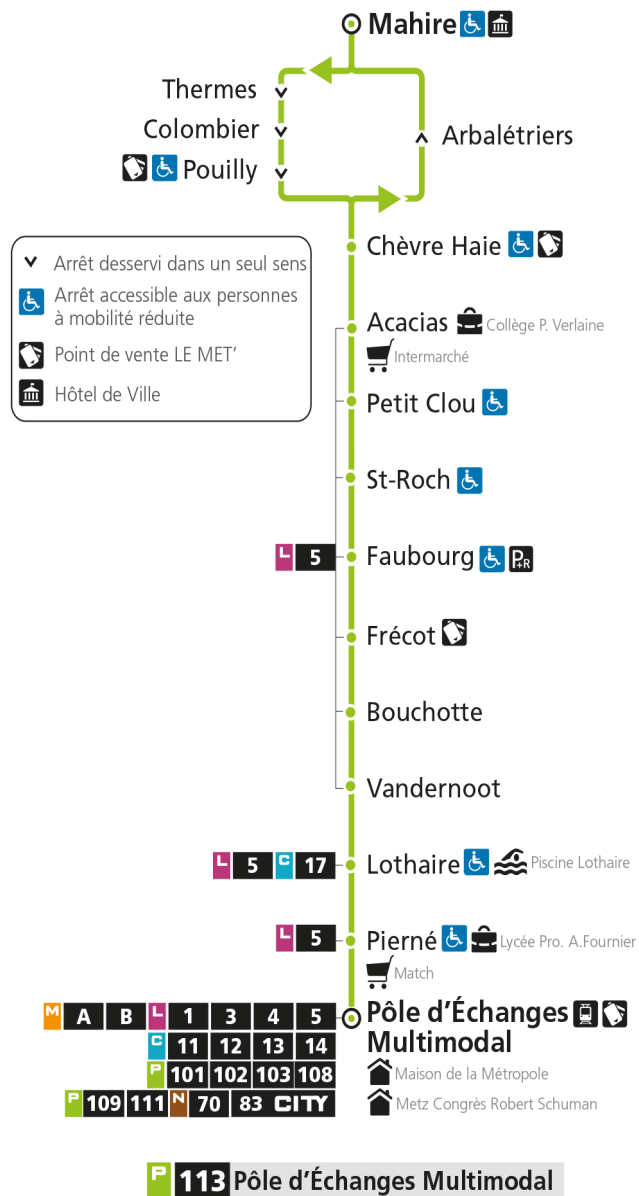 Mahire
Thermes
Colombier
Arbalétriers
Pouilly
Chèvre Haie
Arrêt desservi dans un seul sens
Arrêt accessible aux personnes
à mobilité réduite
Point de vente LE MET'
Hôtel de Ville
Acacias Collège P. Verlaine
Intermarché
Petit Clou
St-Roch
L 5 Faubourg P+R
Frécot
Bouchotte
Vandernoot
L 5 C 17 Lothaire Piscine Lothaire
L 5 Pierné Lycée Pro. A.Fournier
Match
M A B L 1 3 4 5 Pôle d'Échanges
C 11 12 13 14 Multimodal
P 101 102 103 108 Maison de la Métropole
P 109 111 N 70 83 CITY Metz Congrès Robert Schuman
P 113 Pôle d'Échanges Multimodal